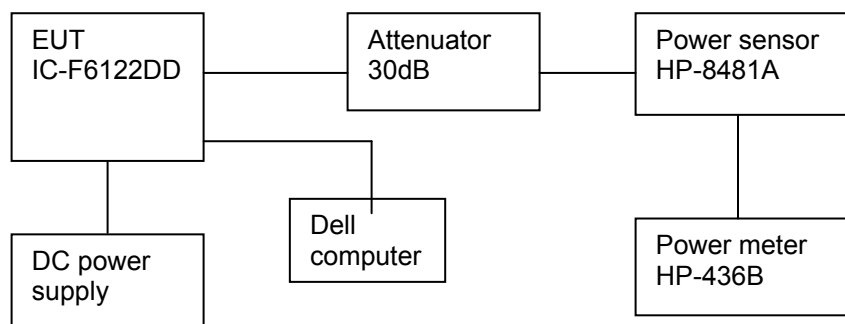 EUT
IC-F6122DD
Attenuator
30dB
Power sensor
HP-8481A
Dell
computer
DC power
supply
Power meter
HP-436B